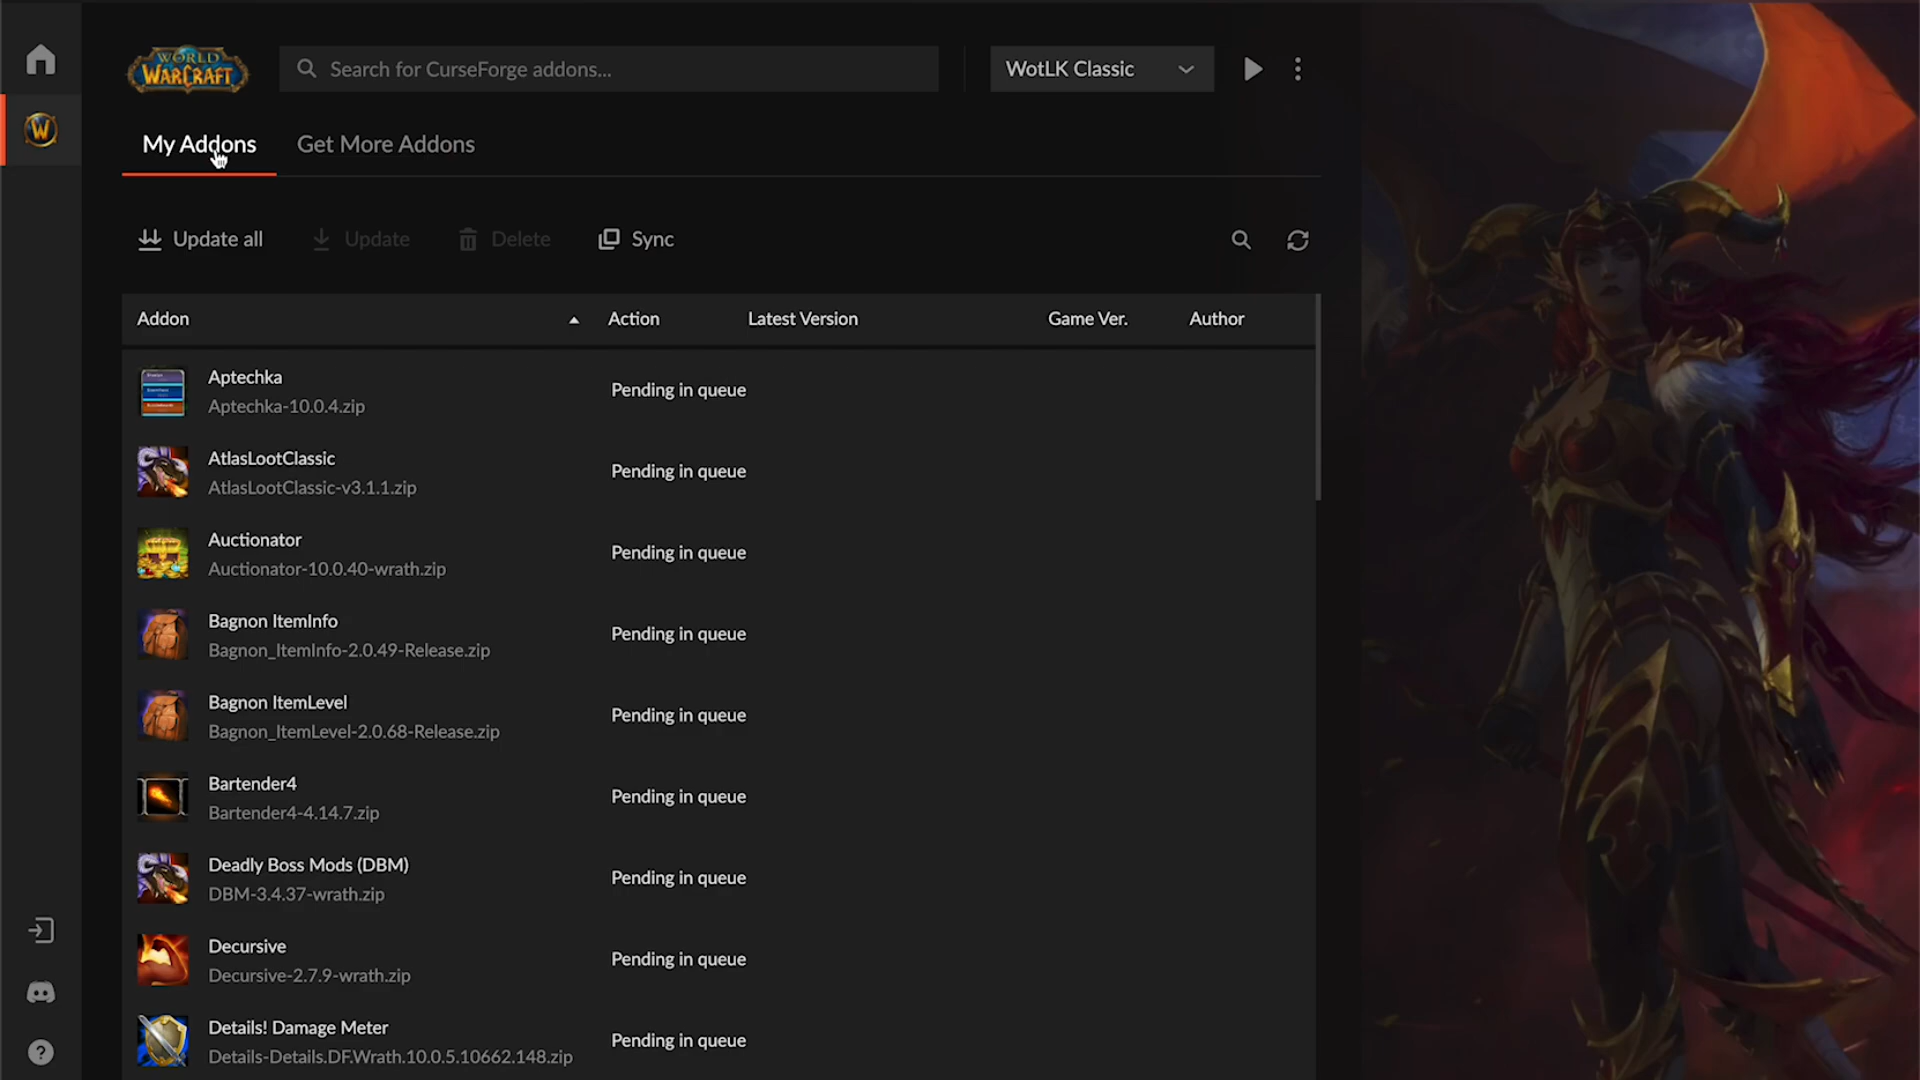 WORLD
WARCRAFT
Search for CurseForge addons...
WotLK Classic
W
My Addons
Get More Addons
Update all
Update
Delete
Sync
Addon
Action
Latest Version
Game Ver.
Author
Aptechka
Aptechka-10.0.4.zip
Pending in queue
AtlasLootClassic
AtlasLootClassic-v3.1.1.zip
Pending in queue
Auctionator
Auctionator-10.0.40-wrath.zip
Pending in queue
Bagnon ItemInfo
Bagnon_ItemInfo-2.0.49-Release.zip
Pending in queue
Bagnon ItemLevel
Bagnon_ItemLevel-2.0.68-Release.zip
Pending in queue
Bartender4
Bartender4-4.14.7.zip
Pending in queue
Deadly Boss Mods (DBM)
DBM-3.4.37-wrath.zip
Pending in queue
Decursive
Decursive-2.7.9-wrath.zip
Pending in queue
Details! Damage Meter
Details-Details.DF.Wrath.10.0.5.10662.148.zip
Pending in queue
?